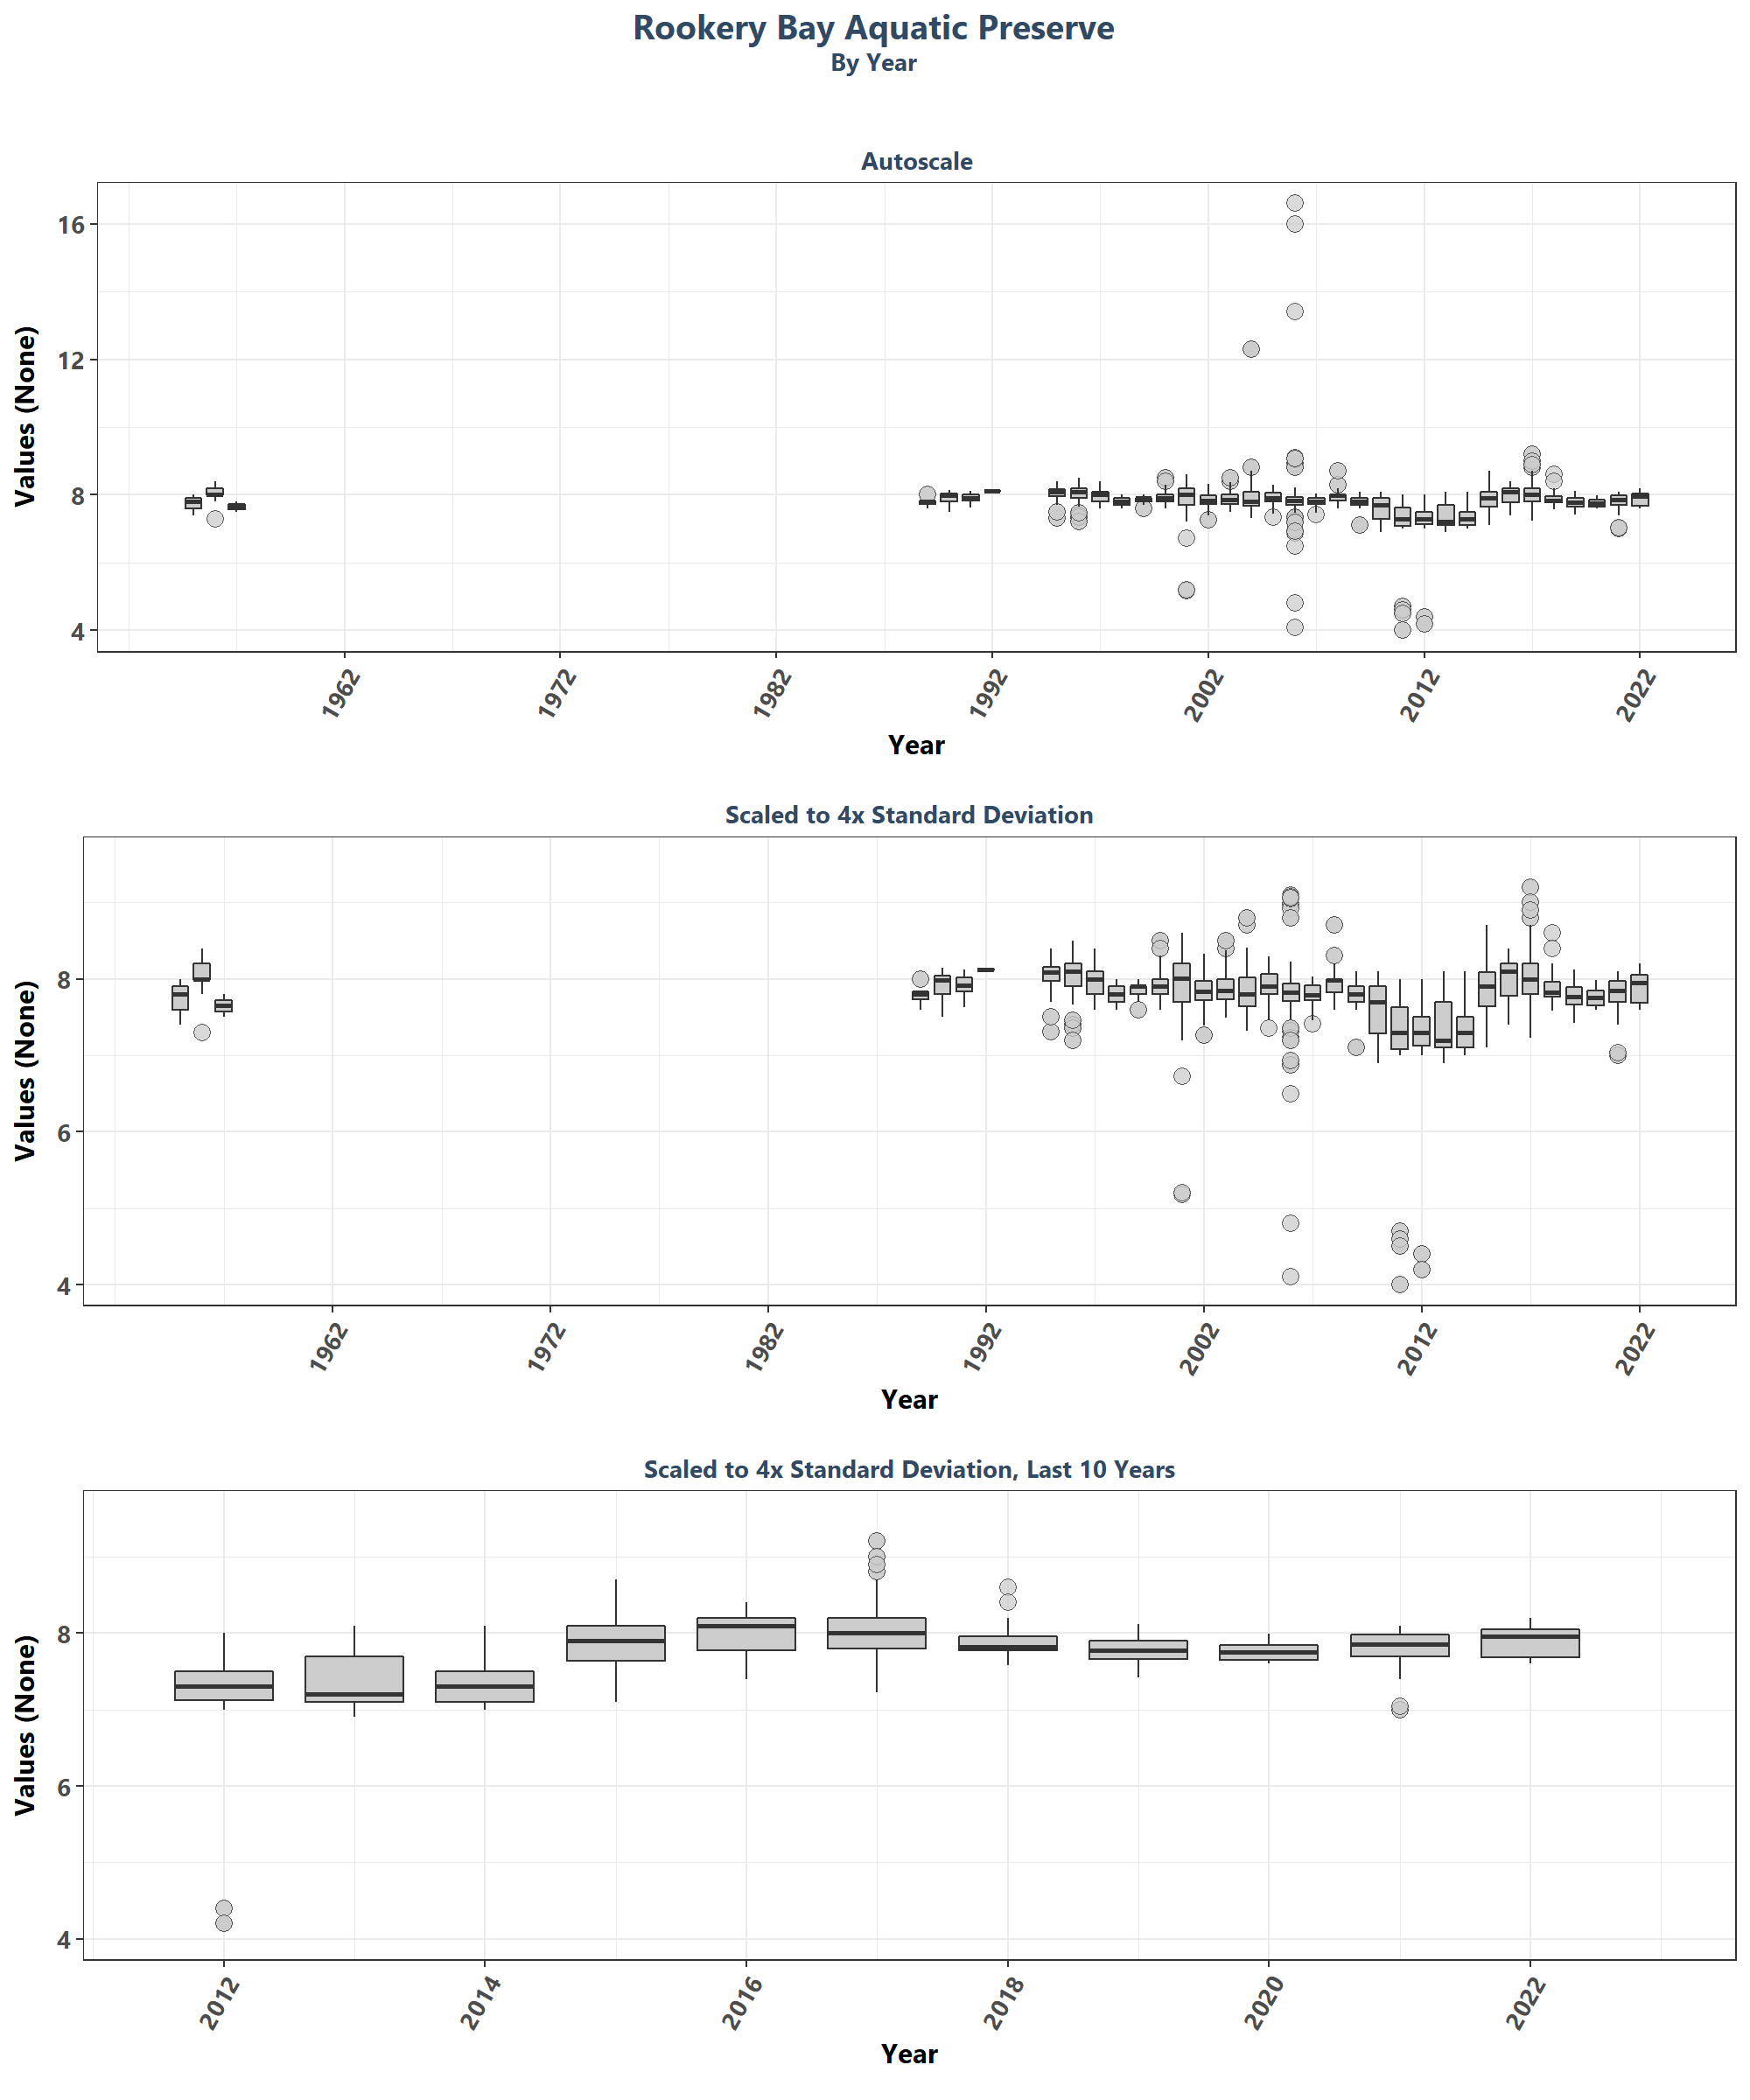 Rookery Bay Aquatic Preserve
By Year
Autoscale
Values (None)
16
12
8
4
1962 1972 1982 1992 2002 2012 2022
Year
Scaled to 4x Standard Deviation
Values (None)
8
6
4
1962 1972 1982 1992 2002 2012 2022
Year
Scaled to 4x Standard Deviation, Last 10 Years
Values (None)
8
6
4
2012 2014 2016 2018 2020 2022
Year